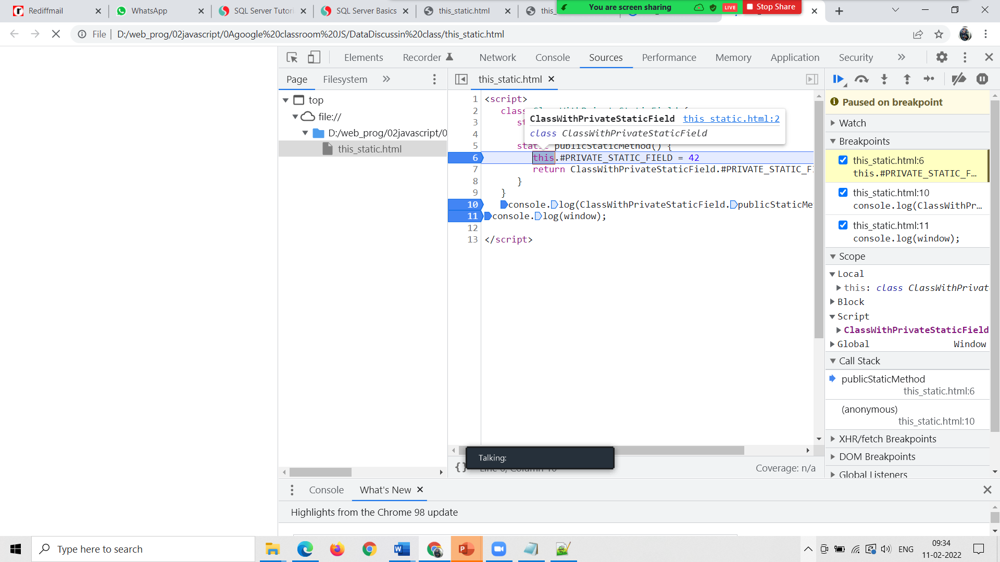 Rediffmail
WhatsApp
SQL Server Tutori
SQL Server Basics
this_static.html
this_
You are screen sharing
LIVE
Stop Share
File
D:/web_prog/02javascript/0Agoogle%20classroom%20JS/DataDiscussin%20class/this_static.html
Elements
Recorder
Network
Console
Sources
Performance
Memory
Application
Security
Page
Filesystem
this_static.html
top
file://
D:/web_prog/02javascript/0
this_static.html
1 <script>
2 class
3 st
4
5 static publicStaticMethod() {
6 this.#PRIVATE_STATIC_FIELD = 42
7 return ClassWithPrivateStaticField.#PRIVATE_STATIC_FI
8 }
9 }
10 console.log(ClassWithPrivateStaticField.publicStaticMe
11 console.log(window);
12
13 </script>
ClassWithPrivateStaticField this_static.html:2
class ClassWithPrivateStaticField
Talking:
{}
Coverage: n/a
Paused on breakpoint
Watch
Breakpoints
this_static.html:6
this.#PRIVATE_STATIC_F…
this_static.html:10
console.log(ClassWithPr…
this_static.html:11
console.log(window);
Scope
Local
this: class ClassWithPrivat
Block
Script
ClassWithPrivateStaticField
Global Window
Call Stack
publicStaticMethod
this_static.html:6
(anonymous)
this_static.html:10
XHR/fetch Breakpoints
DOM Breakpoints
Global Listeners
Console
What's New
Highlights from the Chrome 98 update
Type here to search
ENG
09:34
11-02-2022